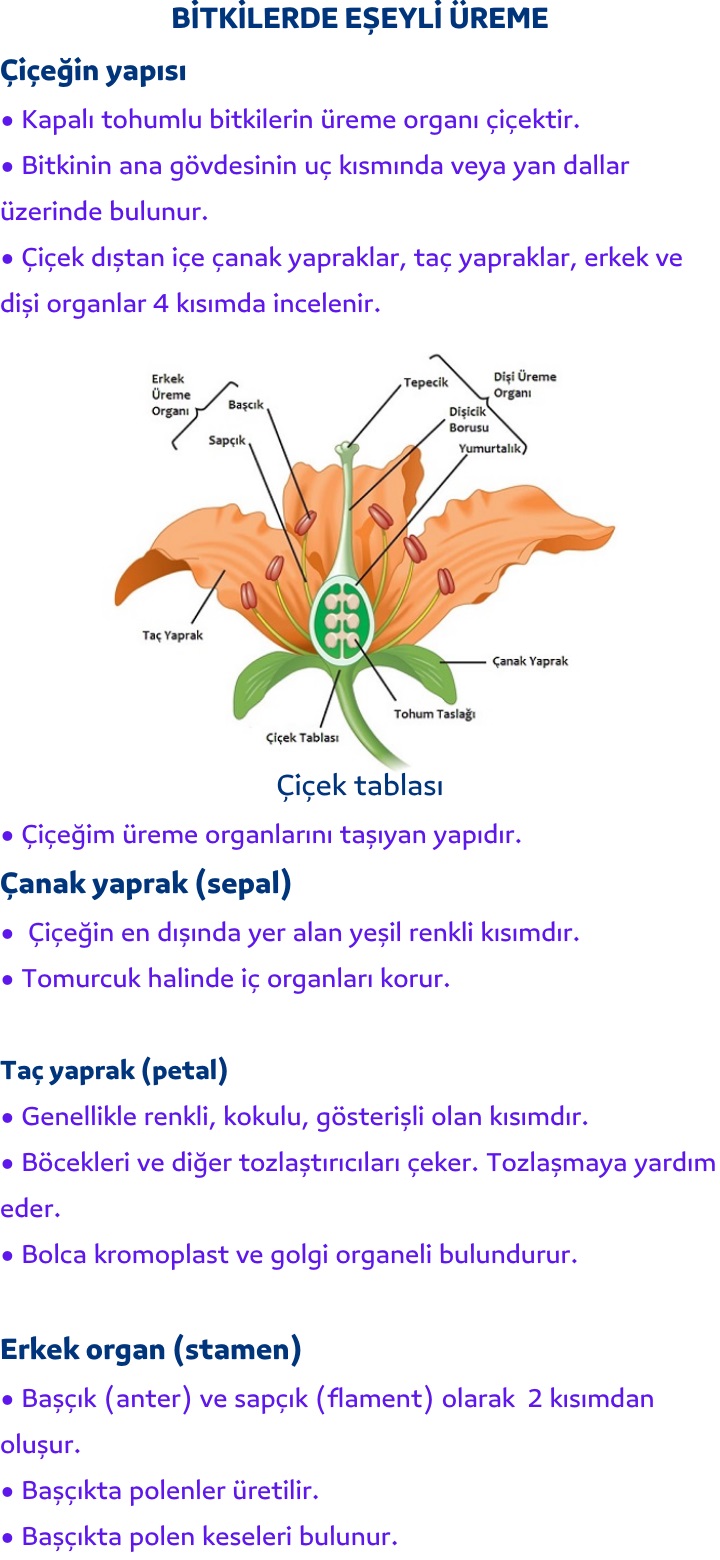 BİTKİLERDE EŞEYLİ ÜREME
Çiçeğin yapısı
• Kapalı tohumlu bitkilerin üreme organı çiçektir.
• Bitkinin ana gövdesinin uç kısmında veya yan dallar
üzerinde bulunur.
• Çiçek dıştan içe çanak yapraklar, taç yapraklar, erkek ve
dişi organlar 4 kısımda incelenir.
Erkek
Üreme
Organı
Başcık
Sapçık
Tepecik
Dişi Üreme
Organı
Dişicik
Borusu
Yumurtalık
Taç Yaprak
Çanak Yaprak
Tohum Taslağı
Çiçek Tablası
Çiçek tablası
• Çiçeğim üreme organlarını taşıyan yapıdır.
Çanak yaprak (sepal)
• Çiçeğin en dışında yer alan yeşil renkli kısımdır.
• Tomurcuk halinde iç organları korur.
Taç yaprak (petal)
• Genellikle renkli, kokulu, gösterişli olan kısımdır.
• Böcekleri ve diğer tozlaştırıcıları çeker. Tozlaşmaya yardım
eder.
• Bolca kromoplast ve golgi organeli bulundurur.
Erkek organ (stamen)
• Başçık (anter) ve sapçık (flament) olarak 2 kısımdan
oluşur.
• Başçıkta polenler üretilir.
• Başçıkta polen keseleri bulunur.